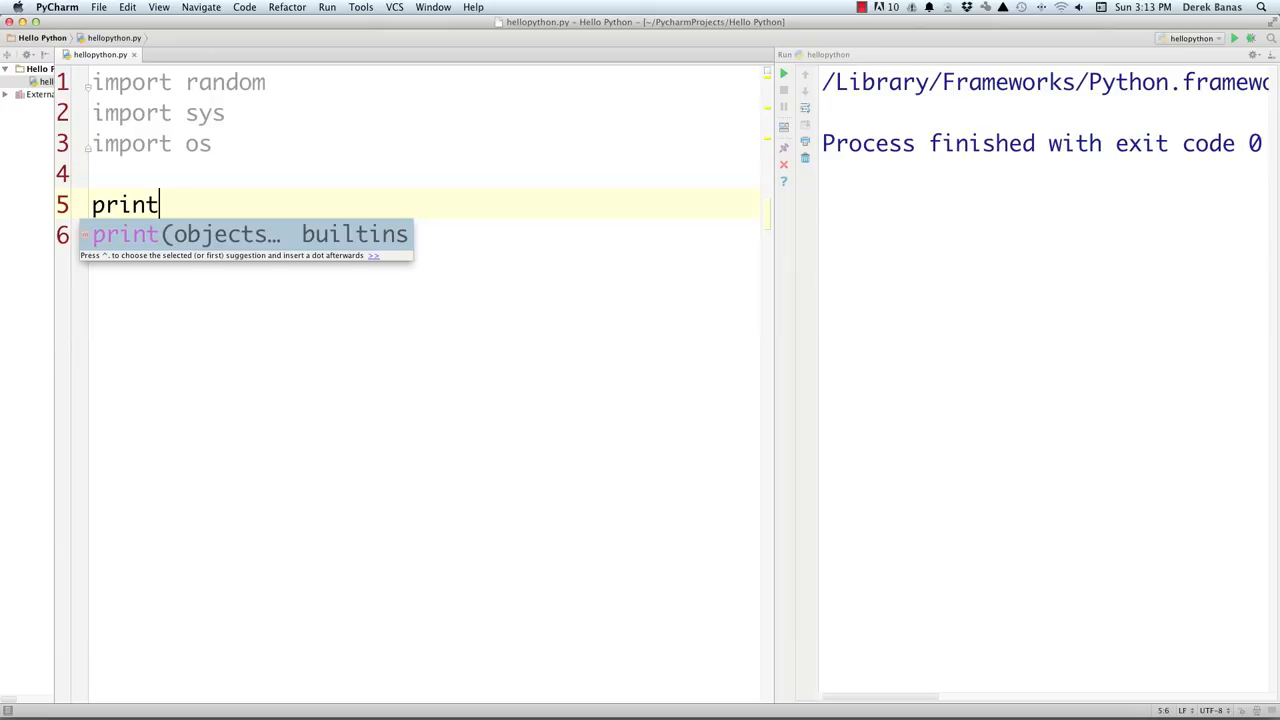 PyCharm File Edit View Navigate Code Refactor Run Tools VCS Window Help 10 Sun 3:13 PM Derek Banas
hellopython.py – Hello Python – [~/PycharmProjects/Hello Python]
Hello Python hellopython.py hellopython
hellopython.py × Run hellopython
Hello P
hell
Externa
1 import random
2 import sys
3 import os
4
5 print
6 print(objects… builtins
Press ^. to choose the selected (or first) suggestion and insert a dot afterwards >>
/Library/Frameworks/Python.framewo
Process finished with exit code 0
5:6 LF UTF-8